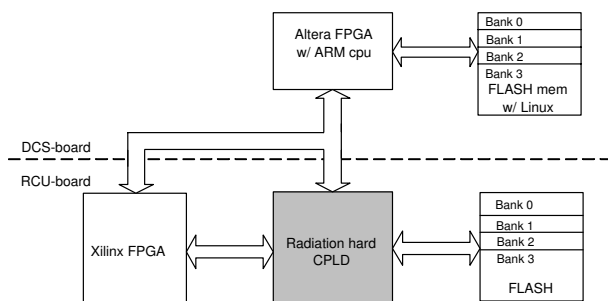 Altera FPGA
w/ ARM cpu
Bank 0
Bank 1
Bank 2
Bank 3
FLASH mem
w/ Linux
DCS-board
RCU-board
Xilinx FPGA
Radiation hard
CPLD
Bank 0
Bank 1
Bank 2
Bank 3
FLASH